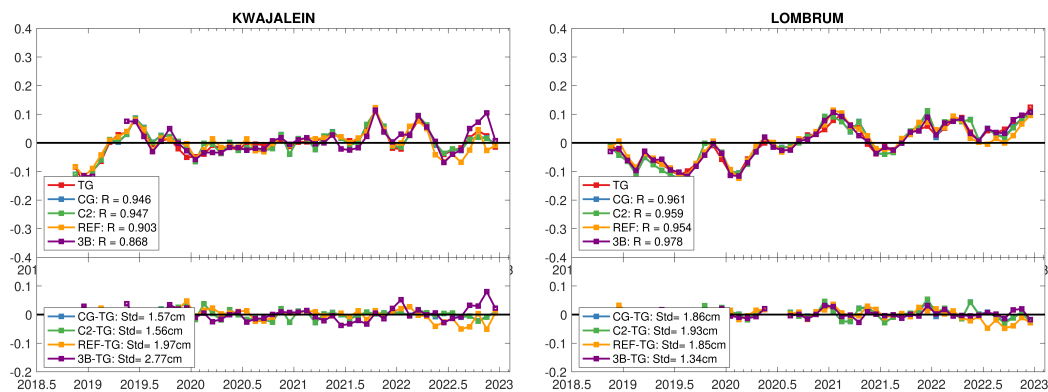 KWAJALEIN
0.4
0.3
0.2
0.1
0
-0.1
-0.2
-0.3
-0.4
TG
CG: R = 0.946
C2: R = 0.947
REF: R = 0.903
3B: R = 0.868
0.1
0
-0.1
-0.2
CG-TG: Std= 1.57cm
C2-TG: Std= 1.56cm
REF-TG: Std= 1.97cm
3B-TG: Std= 2.77cm
2018.5 2019 2019.5 2020 2020.5 2021 2021.5 2022 2022.5 2023
LOMBRUM
0.4
0.3
0.2
0.1
0
-0.1
-0.2
-0.3
-0.4
TG
CG: R = 0.961
C2: R = 0.959
REF: R = 0.954
3B: R = 0.978
0.1
0
-0.1
-0.2
CG-TG: Std= 1.86cm
C2-TG: Std= 1.93cm
REF-TG: Std= 1.85cm
3B-TG: Std= 1.34cm
2018.5 2019 2019.5 2020 2020.5 2021 2021.5 2022 2022.5 2023